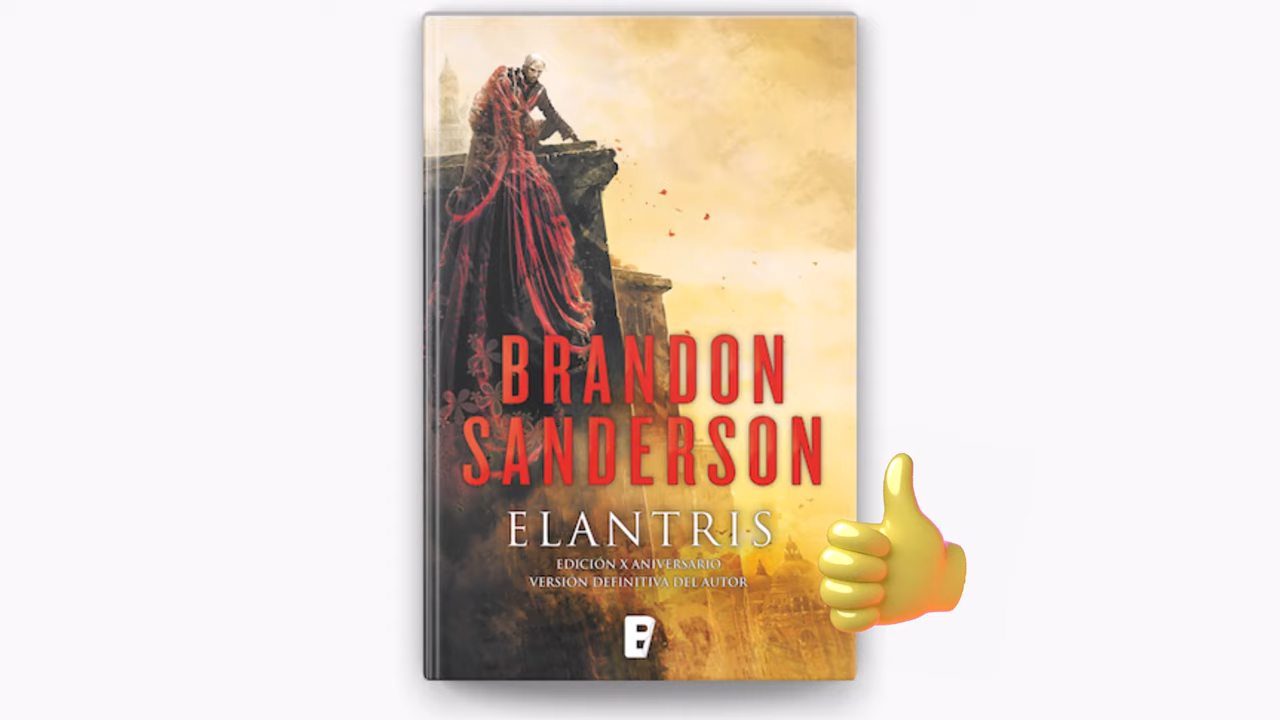 BRANDON
SANDERSON
ELANTRIS
EDICIÓN X ANIVERSARIO
VERSIÓN DEFINITIVA DEL AUTOR
B